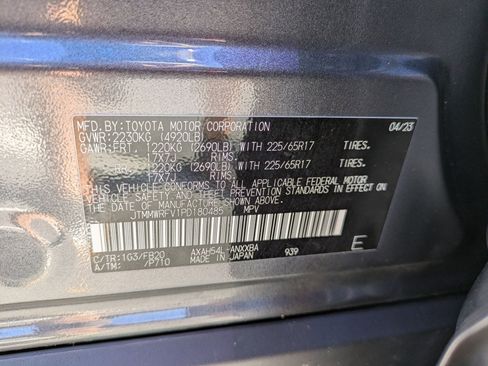 MFD. BY:TOYOTA MOTOR CORPORATION 04/23
GVWR:2230KG (4920LB)
GAWR:FRT. 1220KG (2690LB) WITH 225/65R17 TIRES.
17X7J RIMS.
RR. 1220KG (2690LB) WITH 225/65R17 TIRES.
17X7J RIMS.
THIS VEHICLE CONFORMS TO ALL APPLICABLE FEDERAL MOTOR
VEHICLE SAFETY AND THEFT PREVENTION STANDARDS IN EFFECT
ON THE DATE OF MANUFACTURE SHOWN ABOVE.
JTMMWRFV1PD180485 MPV
C/TR:1G3/FB20 AXAH54L-ANXXBA
A/TM: /P710 MADE IN JAPAN 939 E